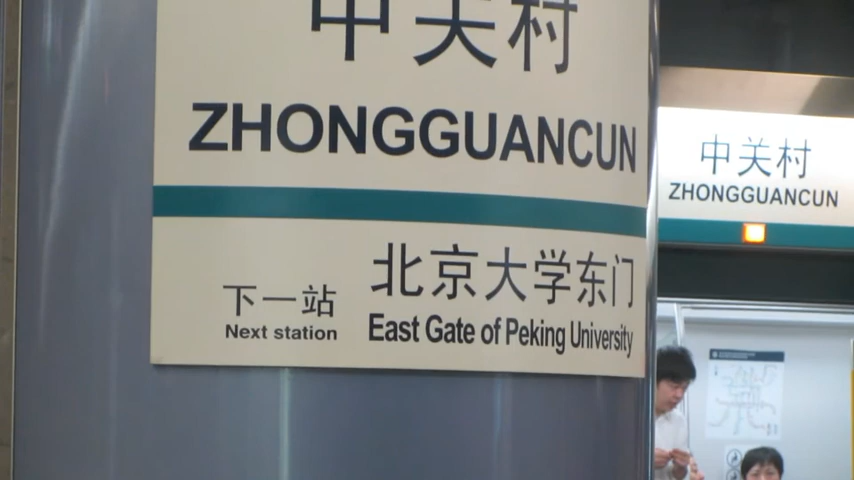 中关村
ZHONGGUANCUN
下一站
Next station
北京大学东门
East Gate of Peking University
中关村
ZHONGGUANCUN